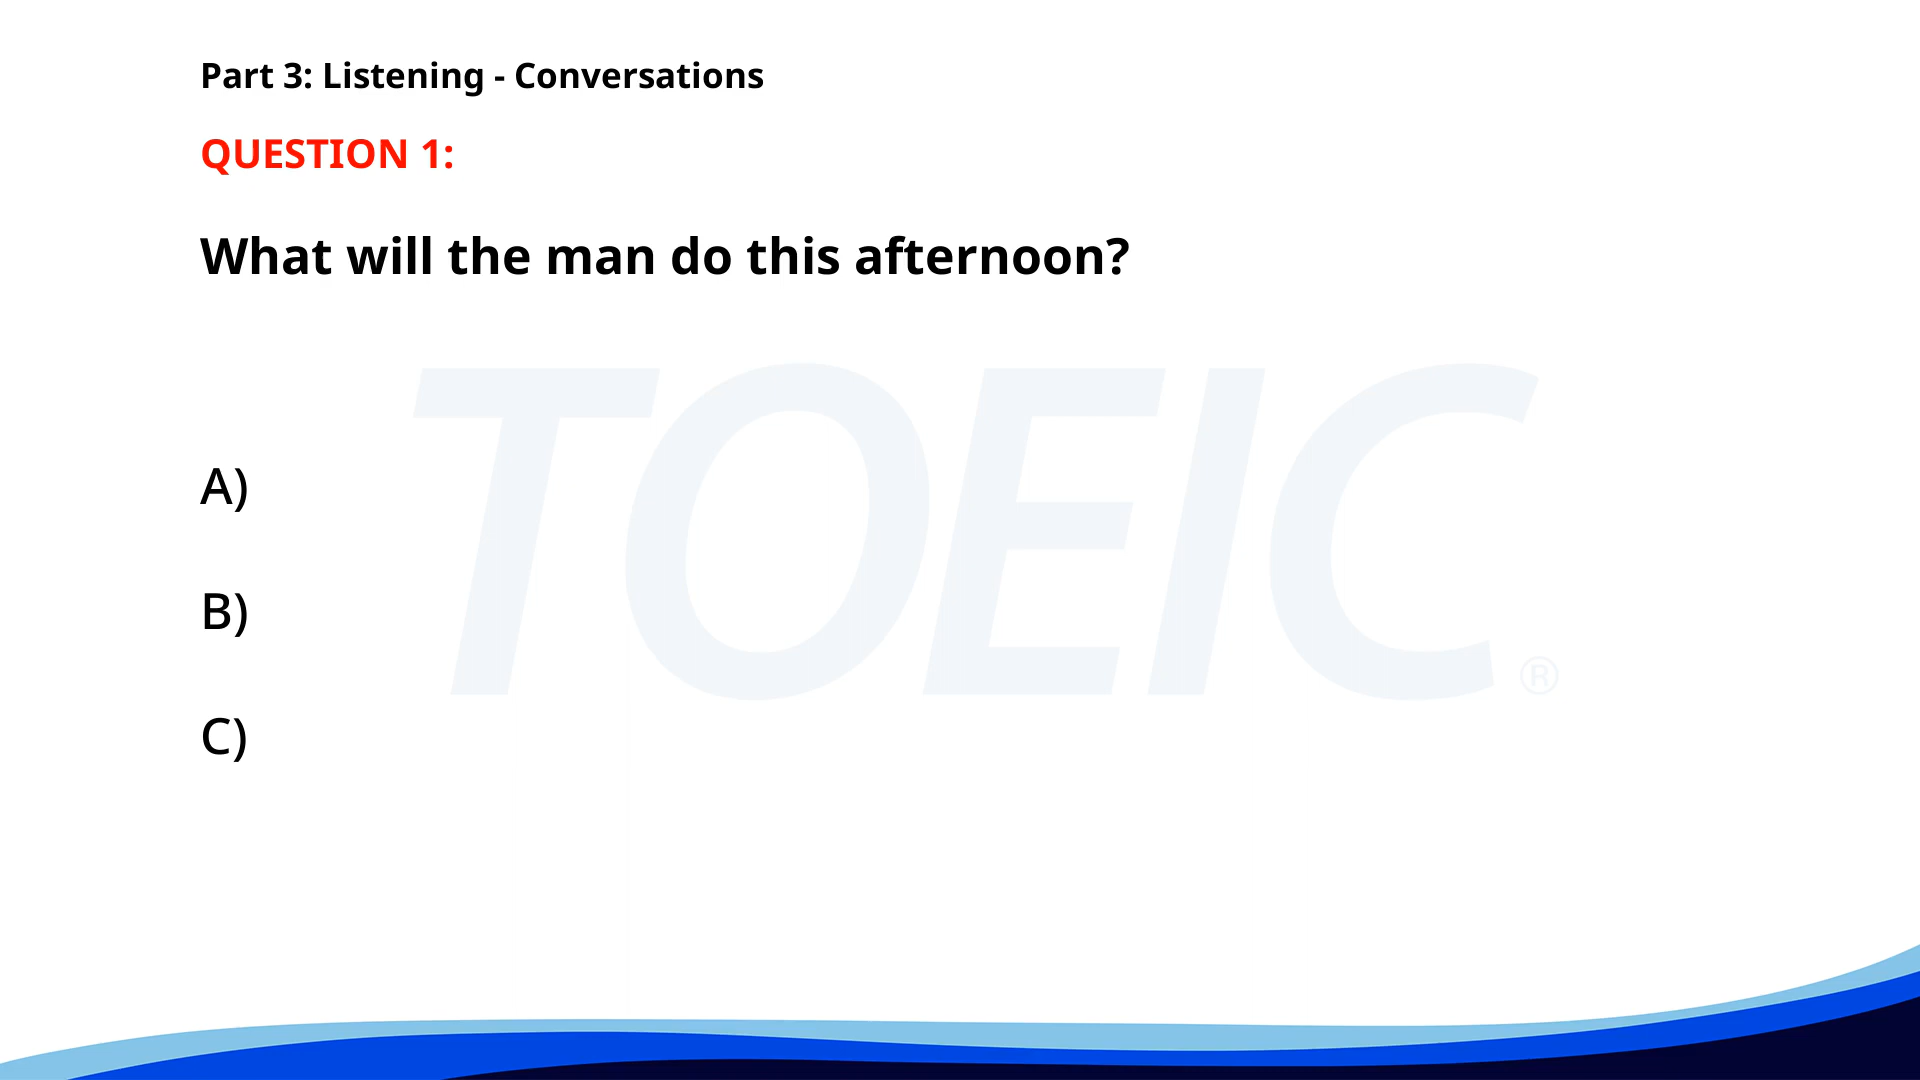 Part 3: Listening - Conversations
QUESTION 1:
What will the man do this afternoon?
TOEIC®
A)
B)
C)